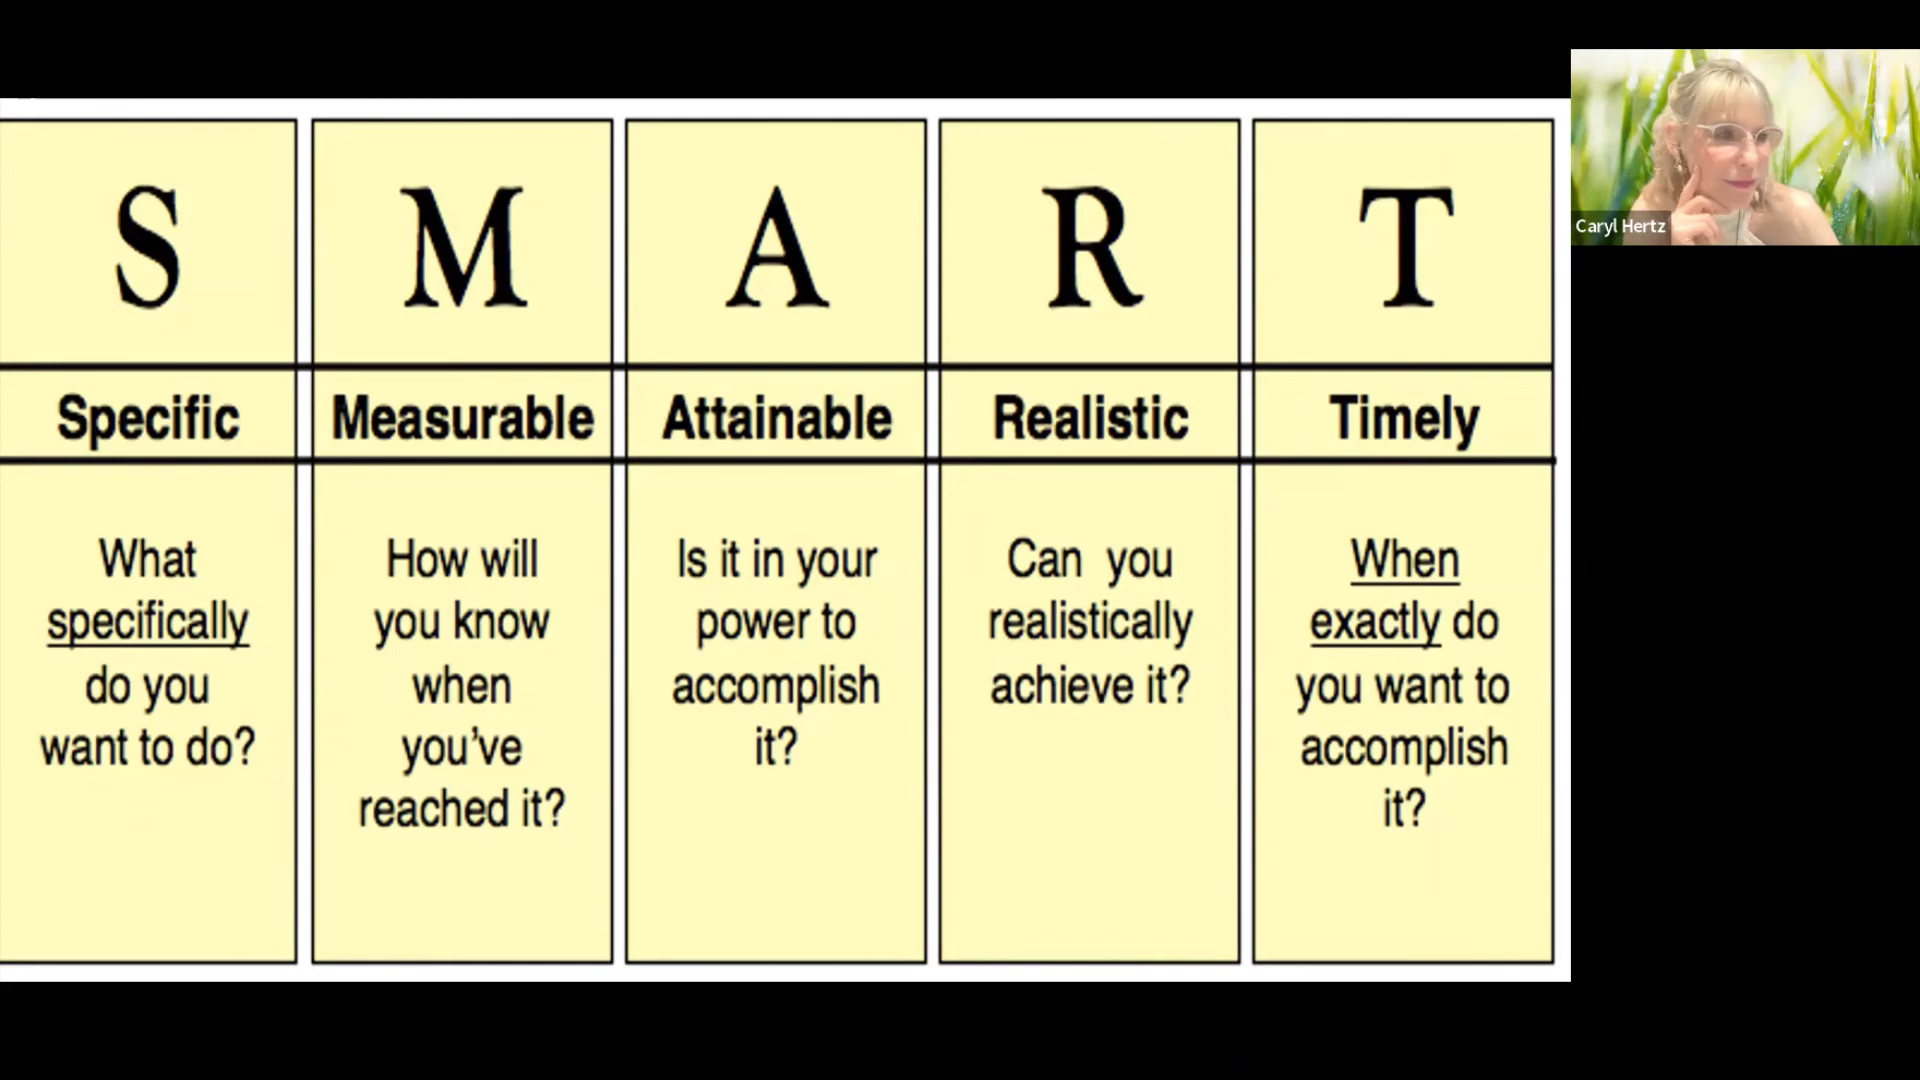 S
M
A
R
T
Specific
Measurable
Attainable
Realistic
Timely
What
specifically
do you
want to do?
How will
you know
when
you've
reached it?
Is it in your
power to
accomplish
it?
Can you
realistically
achieve it?
When
exactly do
you want to
accomplish
it?
Caryl Hertz